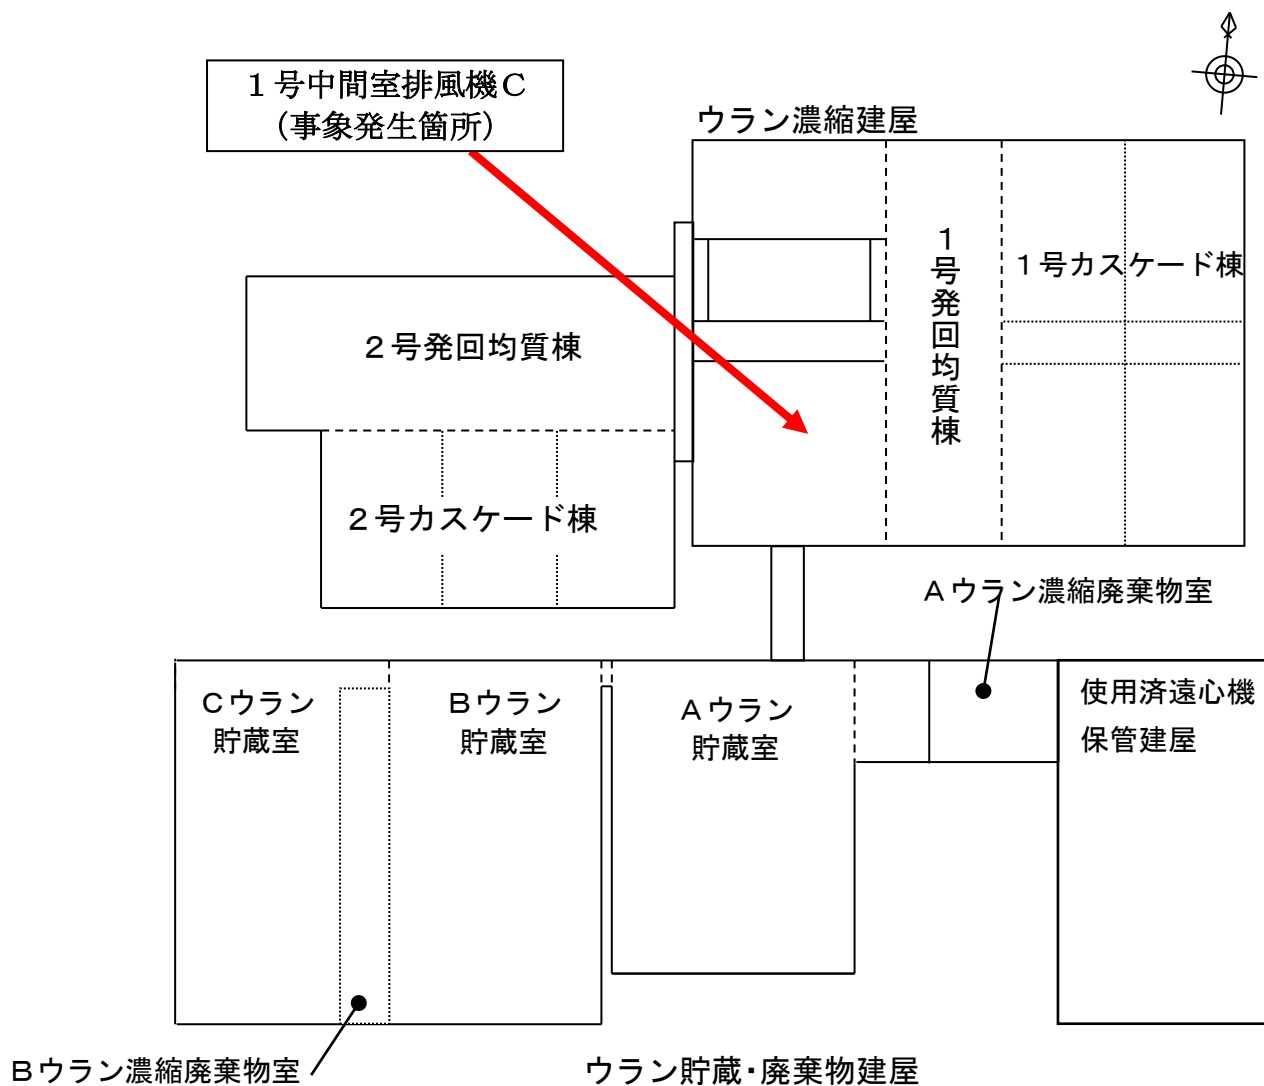 １号中間室排風機Ｃ
（事象発生箇所）
ウラン濃縮建屋
１号発回均質棟
１号カスケード棟
２号発回均質棟
２号カスケード棟
Ａウラン濃縮廃棄物室
Ｃウラン
貯蔵室
Ｂウラン
貯蔵室
Ａウラン
貯蔵室
使用済遠心機
保管建屋
Ｂウラン濃縮廃棄物室
ウラン貯蔵・廃棄物建屋